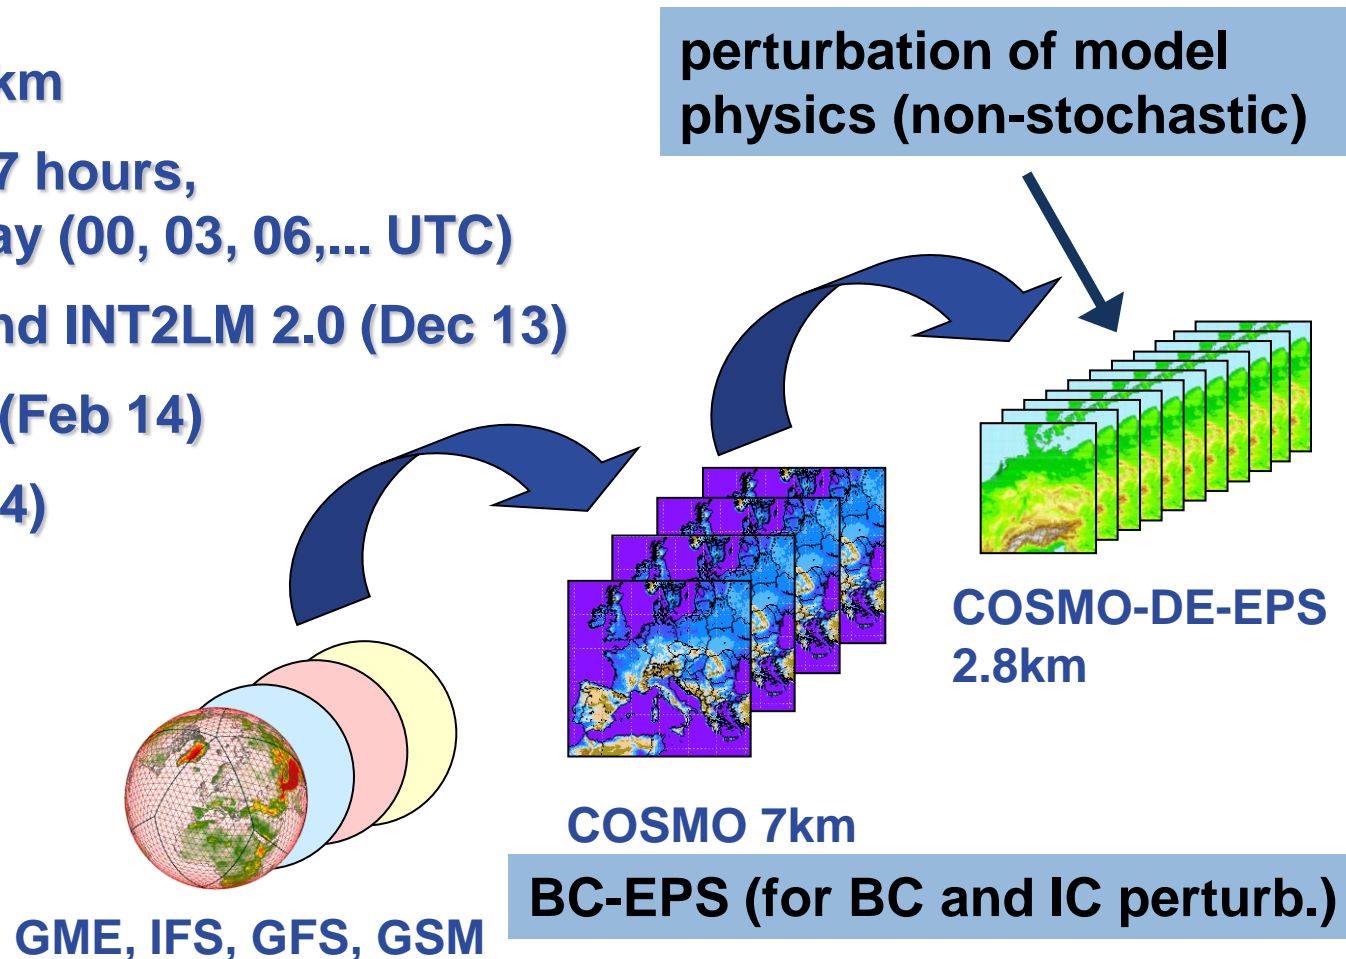 perturbation of model
physics (non-stochastic)
km
7 hours,
ay (00, 03, 06,... UTC)
nd INT2LM 2.0 (Dec 13)
(Feb 14)
4)
COSMO-DE-EPS
2.8km
COSMO 7km
BC-EPS (for BC and IC perturb.)
GME, IFS, GFS, GSM